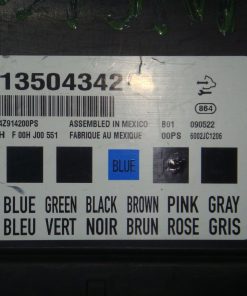 13504342
4Z914200PS ASSEMBLED IN MEXICO B01 090522
864
H F 00H J00 551 FABRIQUE AU MEXIQUE 00PS 6002JC1206
BLUE
BLUE GREEN BLACK BROWN PINK GRAY
BLEU VERT NOIR BRUN ROSE GRIS